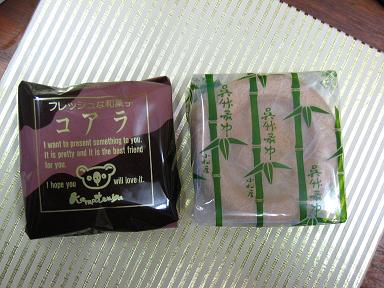 フレッシュな和菓子
コアラ
I want to present something to you.
It is pretty and it is the best friend
for you.
I hope you will love it.
呉竹最中
呉竹最中
呉竹最中